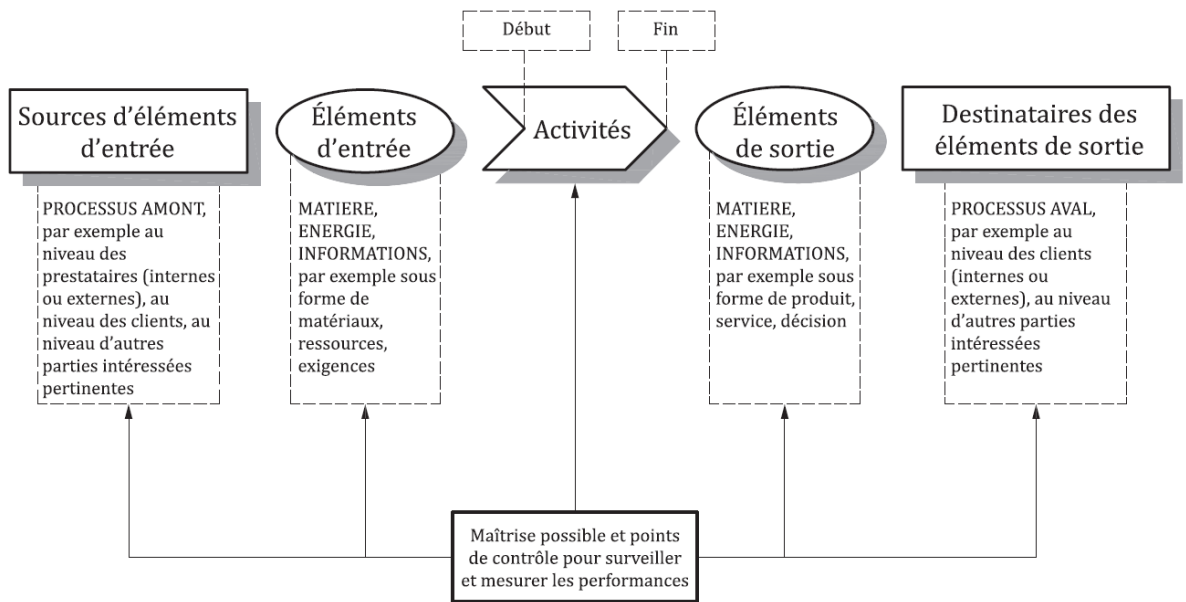 Début
Fin
Sources d'éléments
d'entrée
Éléments
d'entrée
Activités
Éléments
de sortie
Destinataires des
éléments de sortie
PROCESSUS AMONT,
par exemple au
niveau des
prestataires (internes
ou externes), au
niveau des clients, au
niveau d'autres
parties intéressées
pertinentes
MATIERE,
ENERGIE,
INFORMATIONS,
par exemple sous
forme de
matériaux,
ressources,
exigences
MATIERE,
ENERGIE,
INFORMATIONS,
par exemple sous
forme de produit,
service, décision
PROCESSUS AVAL,
par exemple au
niveau des clients
(internes ou
externes), au niveau
d'autres parties
intéressées
pertinentes
Maîtrise possible et points
de contrôle pour surveiller
et mesurer les performances